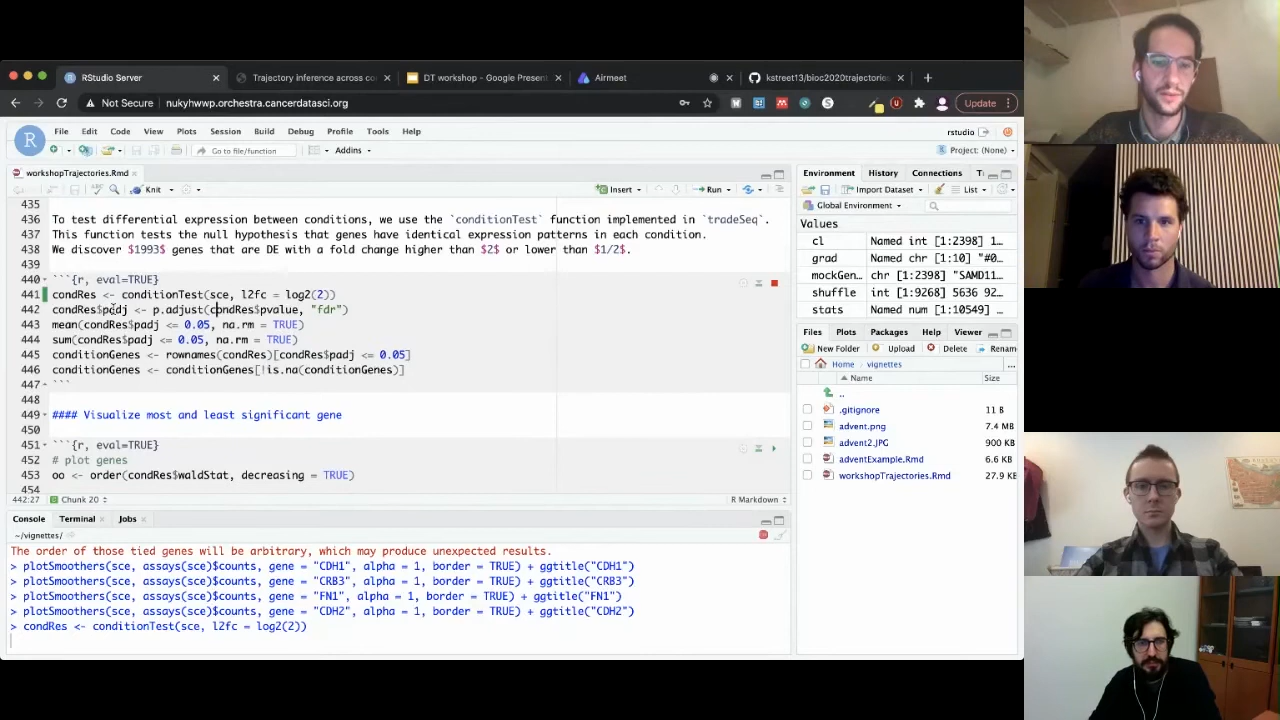 RStudio Server
Trajectory inference across co
DT workshop - Google Present
Airmeet
kstreet13/bioc2020trajectories
Not Secure nukyhwwp.orchestra.cancerdatasci.org
Update
File Edit Code View Plots Session Build Debug Profile Tools Help
rstudio
Go to file/function
Addins
Project: (None)
workshopTrajectories.Rmd
Knit
Insert
Run
435
436 To test differential expression between conditions, we use the `conditionTest` function implemented in `tradeSeq`.
437 This function tests the null hypothesis that genes have identical expression patterns in each condition.
438 We discover $1993$ genes that are DE with a fold change higher than $2$ or lower than $1/2$.
439
440 ```{r, eval=TRUE}
441 condRes <- conditionTest(sce, l2fc = log2(2))
442 condRes$padj <- p.adjust(condRes$pvalue, "fdr")
443 mean(condRes$padj <= 0.05, na.rm = TRUE)
444 sum(condRes$padj <= 0.05, na.rm = TRUE)
445 conditionGenes <- rownames(condRes)[condRes$padj <= 0.05]
446 conditionGenes <- conditionGenes[!is.na(conditionGenes)]
447 ```
448
449 #### Visualize most and least significant gene
450
451 ```{r, eval=TRUE}
452 # plot genes
453 oo <- order(condRes$waldStat, decreasing = TRUE)
454
442:27 Chunk 20 R Markdown
Console Terminal Jobs
~/vignettes/
The order of those tied genes will be arbitrary, which may produce unexpected results.
> plotSmoothers(sce, assays(sce)$counts, gene = "CDH1", alpha = 1, border = TRUE) + ggtitle("CDH1")
> plotSmoothers(sce, assays(sce)$counts, gene = "CRB3", alpha = 1, border = TRUE) + ggtitle("CRB3")
> plotSmoothers(sce, assays(sce)$counts, gene = "FN1", alpha = 1, border = TRUE) + ggtitle("FN1")
> plotSmoothers(sce, assays(sce)$counts, gene = "CDH2", alpha = 1, border = TRUE) + ggtitle("CDH2")
> condRes <- conditionTest(sce, l2fc = log2(2))
Environment History Connections T
Import Dataset List
Global Environment
Values
cl Named int [1:2398] 1…
grad Named chr [1:10] "#0…
mockGen… chr [1:2398] "SAMD11…
shuffle int [1:9268] 5636 92…
stats Named num [1:10549] …
Files Plots Packages Help Viewer
New Folder Upload Delete Renam
Home vignettes ...
Name Size
..
.gitignore 11 B
advent.png 7.4 MB
advent2.JPG 900 KB
adventExample.Rmd 6.6 KB
workshopTrajectories.Rmd 27.9 KB